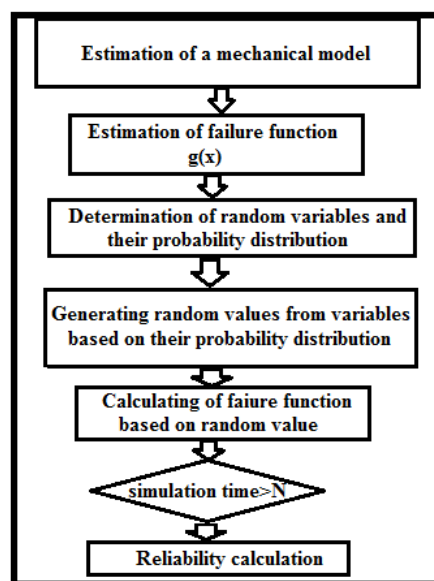 Estimation of a mechanical model
Estimation of failure function
g(x)
Determination of random variables and
their probability distribution
Generating random values from variables
based on their probability distribution
Calculating of faiure function
based on random value
simulation time>N
Reliability calculation